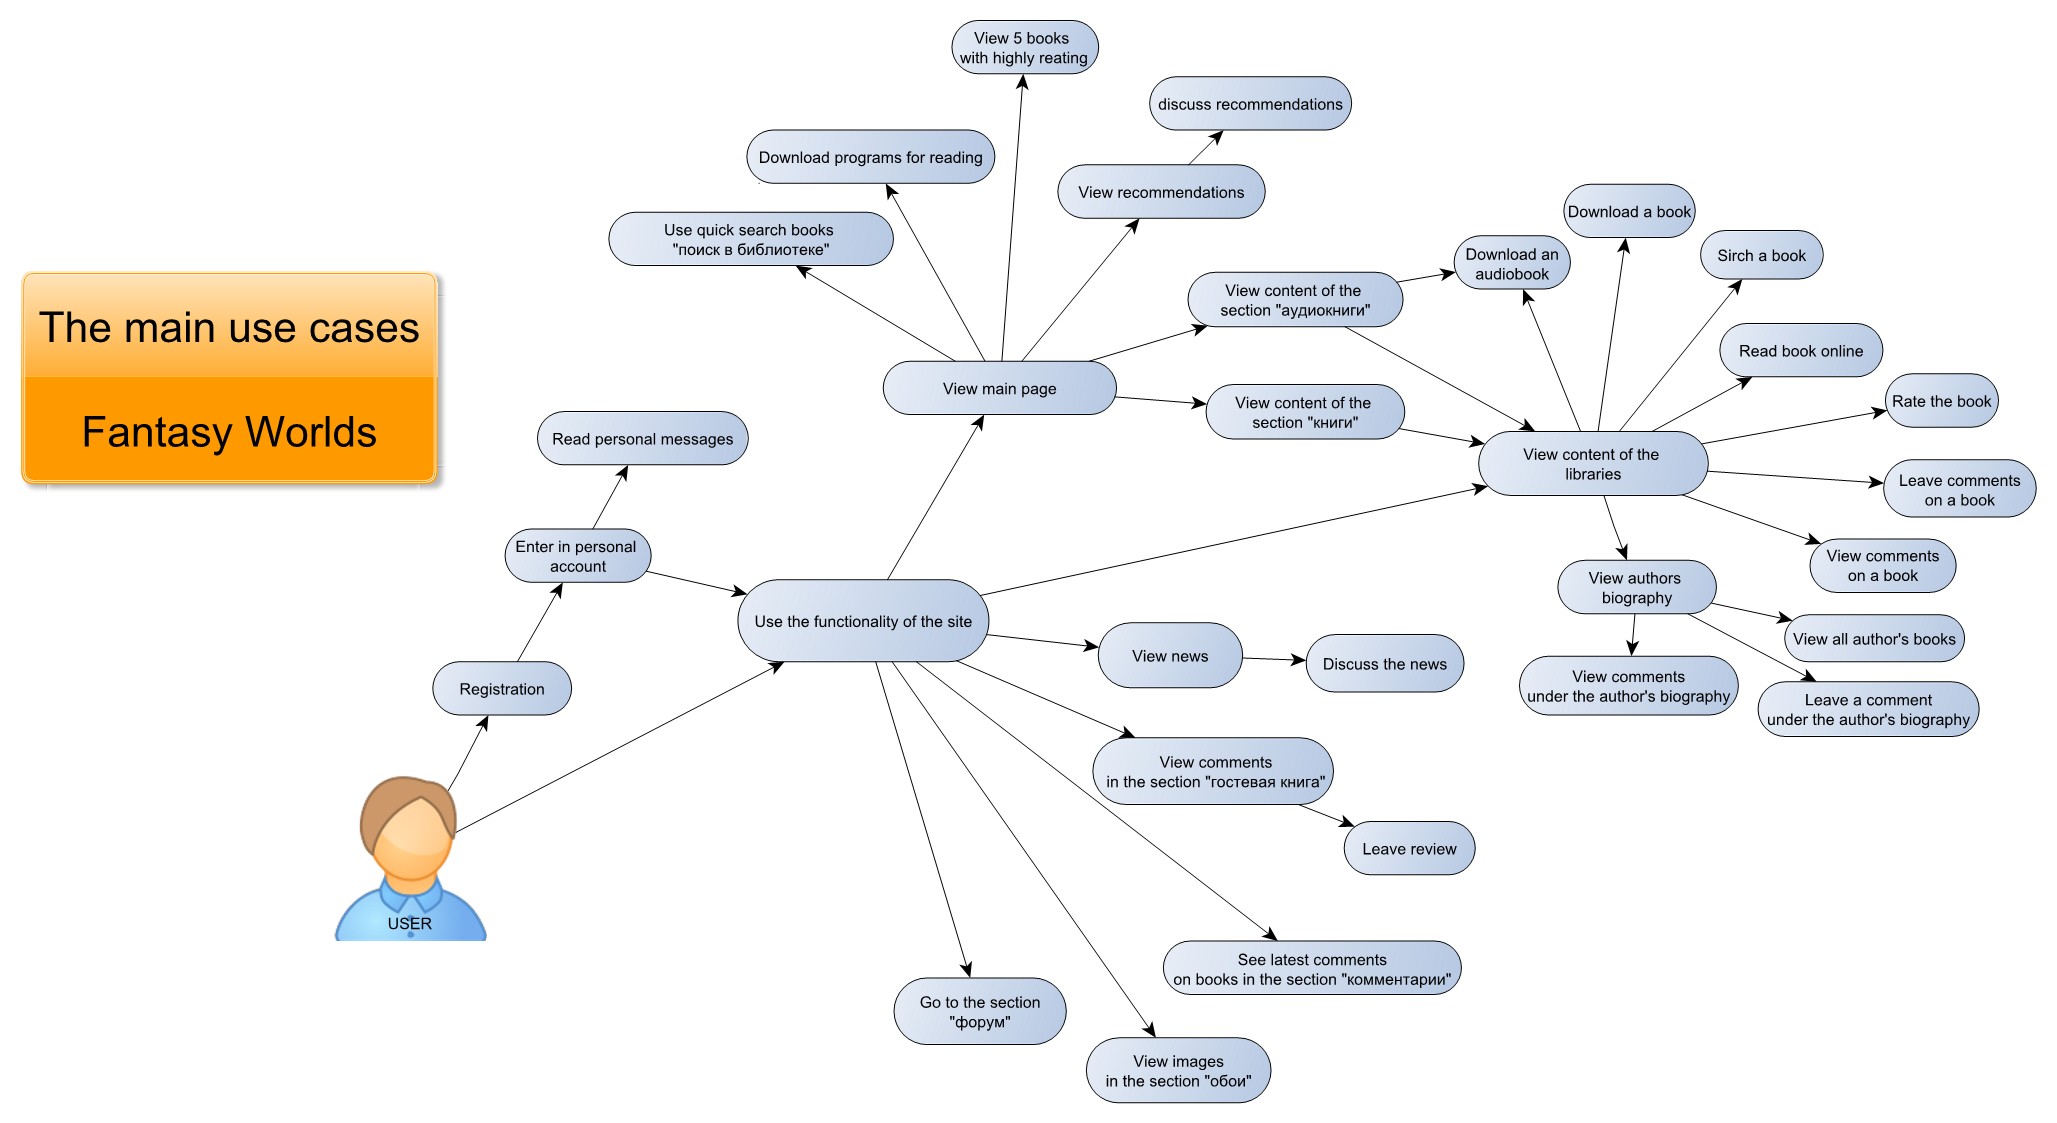 The main use cases
Fantasy Worlds
View 5 books
with highly reating
discuss recommendations
Download programs for reading
View recommendations
Use quick search books
"поиск в библиотеке"
Download a book
Download an
audiobook
Sirch a book
View content of the
section "аудиокниги"
Read book online
View main page
View content of the
section "книги"
Rate the book
Read personal messages
View content of the
libraries
Leave comments
on a book
Enter in personal
account
View comments
on a book
View authors
biography
Use the functionality of the site
View all author's books
View news
Discuss the news
Registration
View comments
under the author's biography
Leave a comment
under the author's biography
View comments
in the section "гостевая книга"
Leave review
USER
See latest comments
on books in the section "комментарии"
Go to the section
"форум"
View images
in the section "обои"